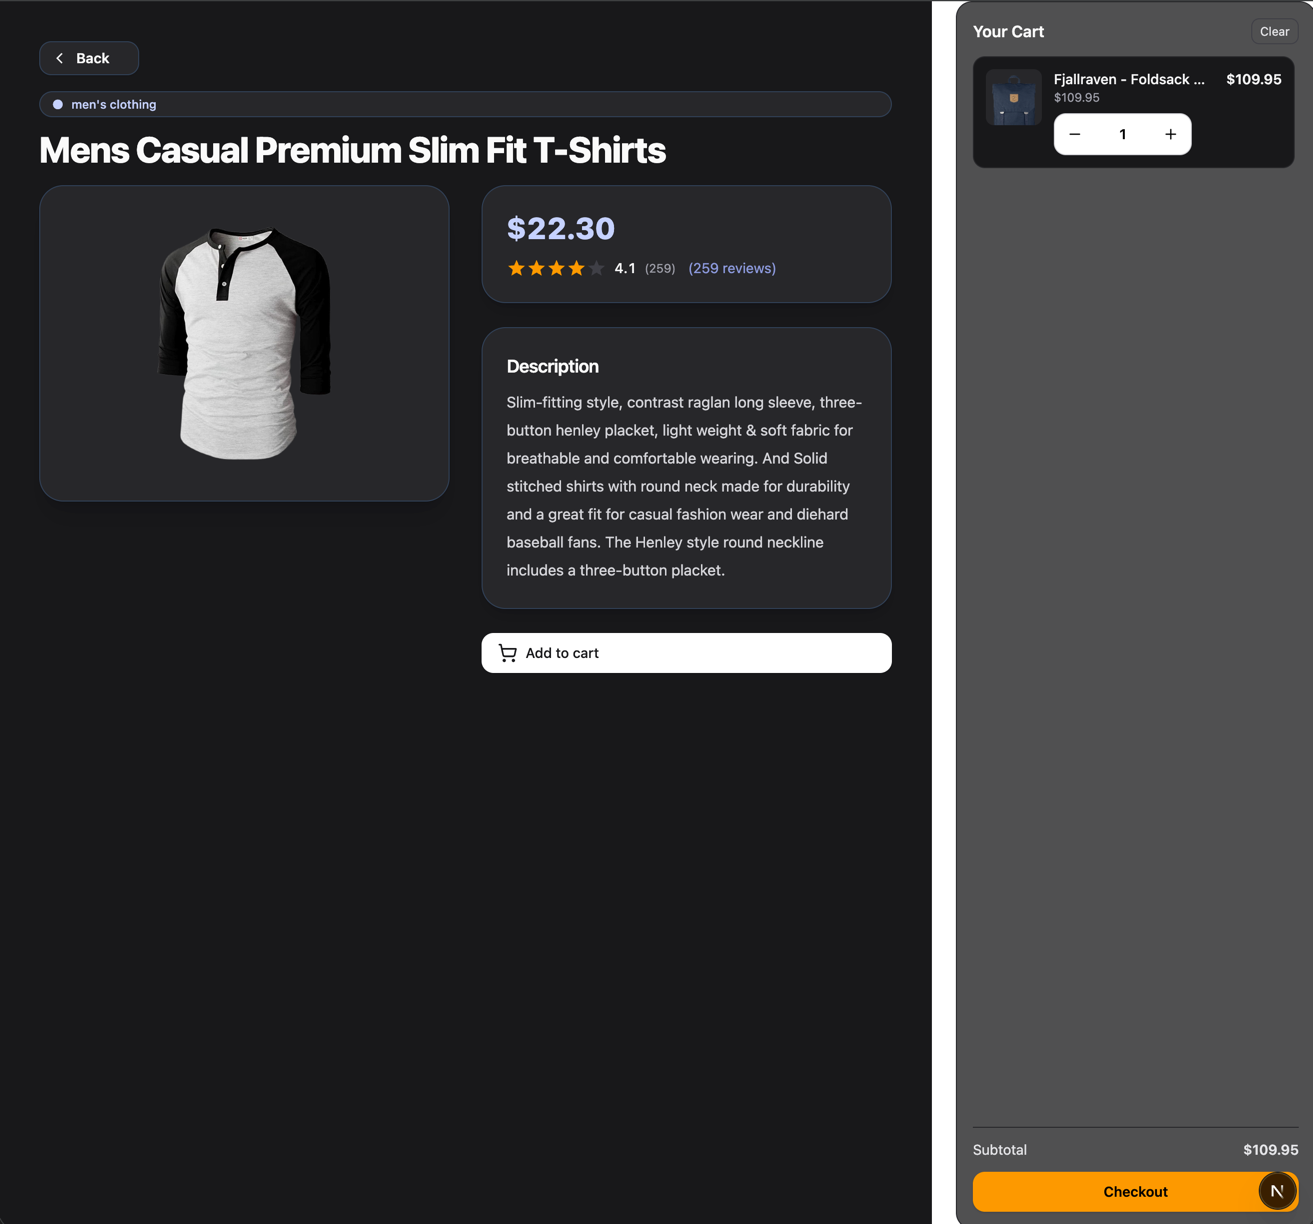 Back
men's clothing
Mens Casual Premium Slim Fit T-Shirts
$22.30
4.1 (259) (259 reviews)
Description
Slim-fitting style, contrast raglan long sleeve, three-
button henley placket, light weight & soft fabric for
breathable and comfortable wearing. And Solid
stitched shirts with round neck made for durability
and a great fit for casual fashion wear and diehard
baseball fans. The Henley style round neckline
includes a three-button placket.
Add to cart
Your Cart
Clear
Fjallraven - Foldsack ... $109.95
$109.95
1
Subtotal $109.95
Checkout
N